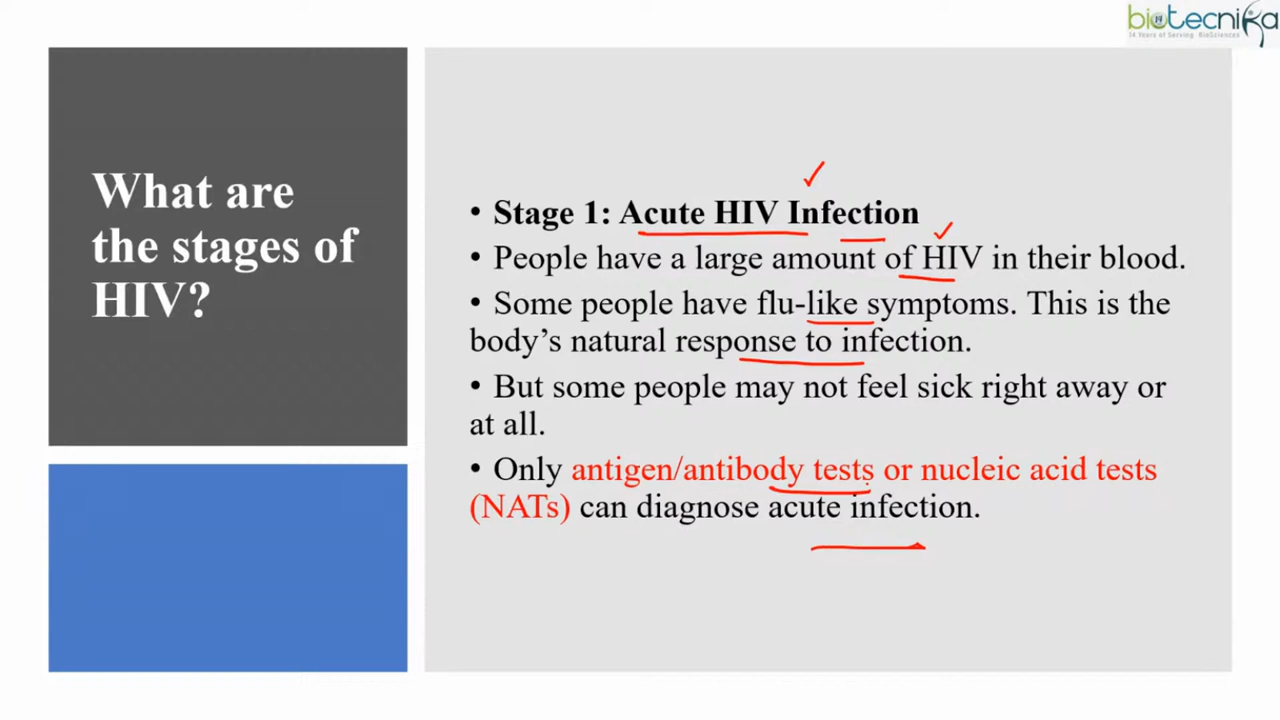 biotecnika
14 Years of Serving BioSciences
What are
the stages of
HIV?
• Stage 1: Acute HIV Infection
• People have a large amount of HIV in their blood.
• Some people have flu-like symptoms. This is the
body’s natural response to infection.
• But some people may not feel sick right away or
at all.
• Only antigen/antibody tests or nucleic acid tests
(NATs) can diagnose acute infection.